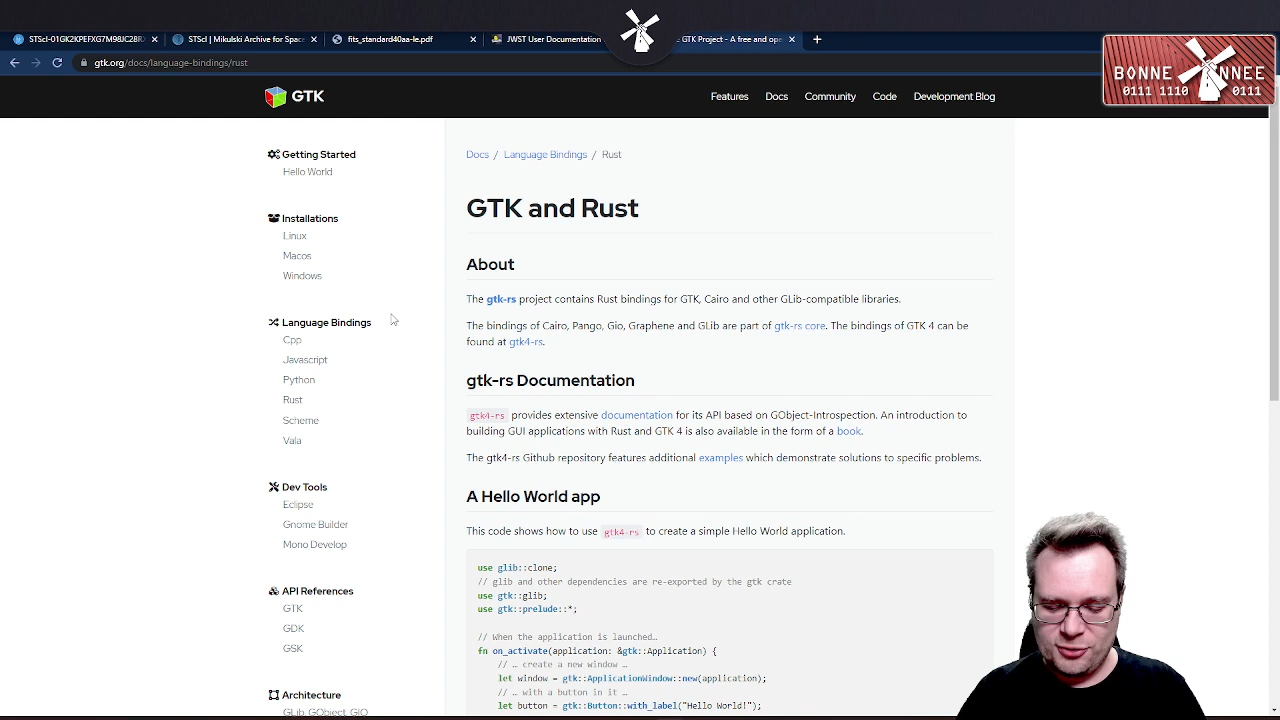 STScI-01GK2KPEFXG7M98JC2BR
STScI | Mikulski Archive for Space
fits_standard40aa-le.pdf
JWST User Documentation
GTK Project - A free and ope
gtk.org/docs/language-bindings/rust
BONNE NNEE
0111 1110 0111
GTK
Features
Docs
Community
Code
Development Blog
Getting Started
Hello World
Installations
Linux
Macos
Windows
Language Bindings
Cpp
Javascript
Python
Rust
Scheme
Vala
Dev Tools
Eclipse
Gnome Builder
Mono Develop
API References
GTK
GDK
GSK
Architecture
GLib, GObject, GIO
Docs / Language Bindings / Rust
GTK and Rust
About
The gtk-rs project contains Rust bindings for GTK, Cairo and other GLib-compatible libraries.
The bindings of Cairo, Pango, Gio, Graphene and GLib are part of gtk-rs core. The bindings of GTK 4 can be
found at gtk4-rs.
gtk-rs Documentation
gtk4-rs provides extensive documentation for its API based on GObject-Introspection. An introduction to
building GUI applications with Rust and GTK 4 is also available in the form of a book.
The gtk4-rs Github repository features additional examples which demonstrate solutions to specific problems.
A Hello World app
This code shows how to use gtk4-rs to create a simple Hello World application.
use glib::clone;
// glib and other dependencies are re-exported by the gtk crate
use gtk::glib;
use gtk::prelude::*;
// When the application is launched…
fn on_activate(application: &gtk::Application) {
// … create a new window …
let window = gtk::ApplicationWindow::new(application);
// … with a button in it …
let button = gtk::Button::with_label("Hello World!");